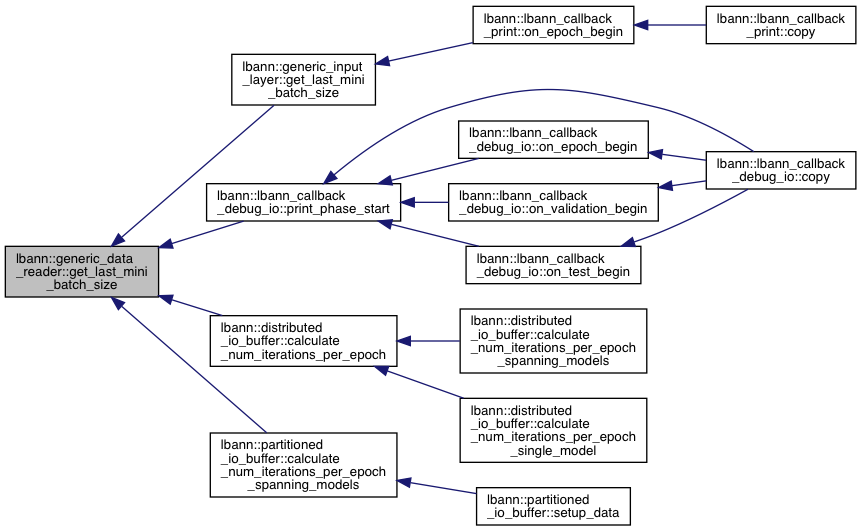 lbann::lbann_callback
_print::on_epoch_begin
lbann::lbann_callback
_print::copy
lbann::generic_input
_layer::get_last_mini
_batch_size
lbann::lbann_callback
_debug_io::on_epoch_begin
lbann::lbann_callback
_debug_io::copy
lbann::lbann_callback
_debug_io::print_phase_start
lbann::lbann_callback
_debug_io::on_validation_begin
lbann::lbann_callback
_debug_io::on_test_begin
lbann::generic_data
_reader::get_last_mini
_batch_size
lbann::distributed
_io_buffer::calculate
_num_iterations_per_epoch
lbann::distributed
_io_buffer::calculate
_num_iterations_per_epoch
_spanning_models
lbann::distributed
_io_buffer::calculate
_num_iterations_per_epoch
_single_model
lbann::partitioned
_io_buffer::calculate
_num_iterations_per_epoch
_spanning_models
lbann::partitioned
_io_buffer::setup_data